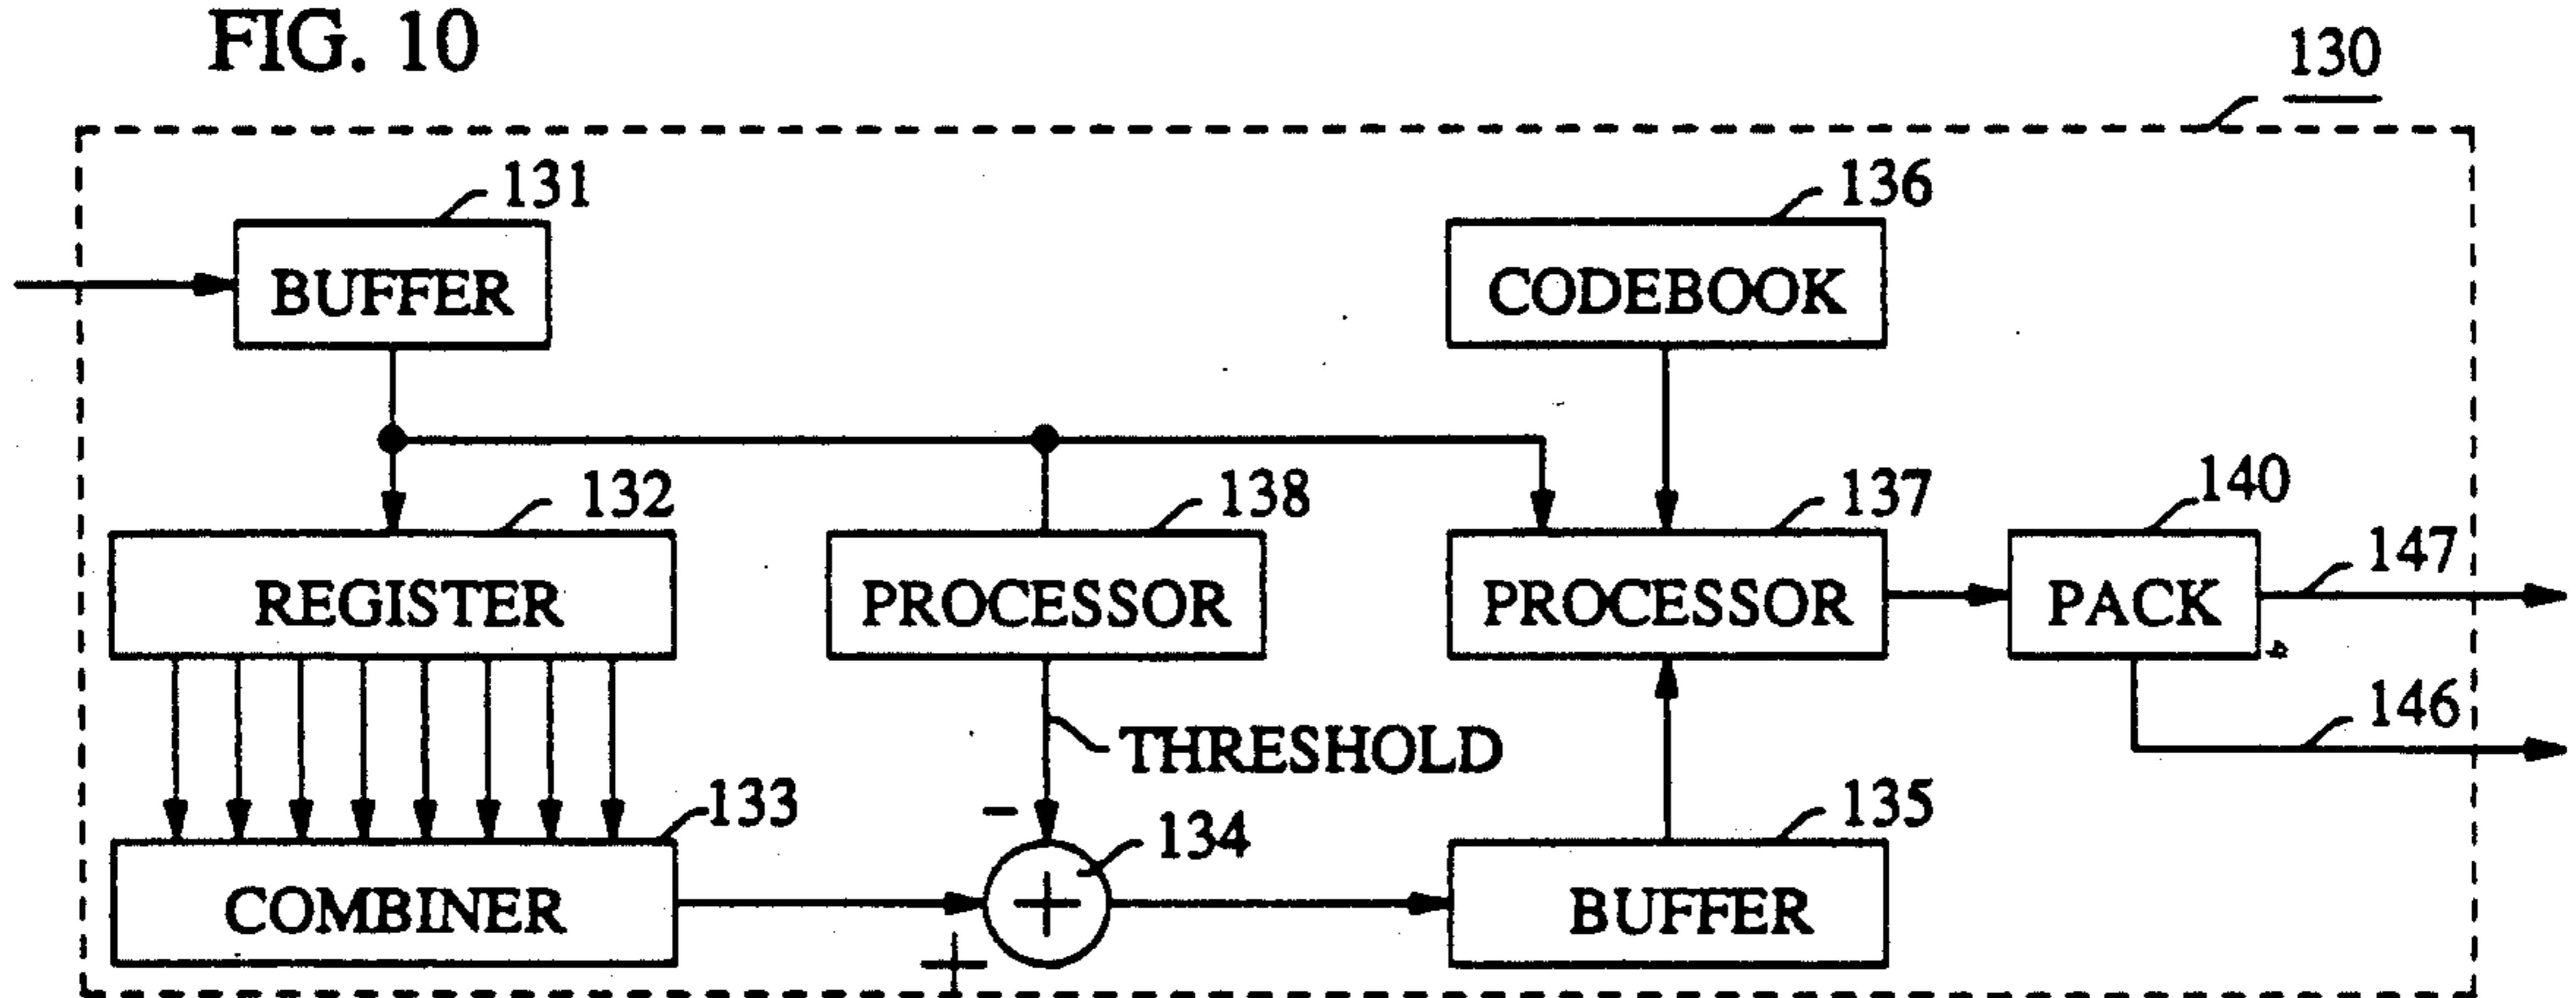 FIG. 10
130
131
BUFFER
136
CODEBOOK
132
REGISTER
138
PROCESSOR
137
PROCESSOR
140
PACK
147
146
THRESHOLD
-
133
COMBINER
134
+
+
135
BUFFER